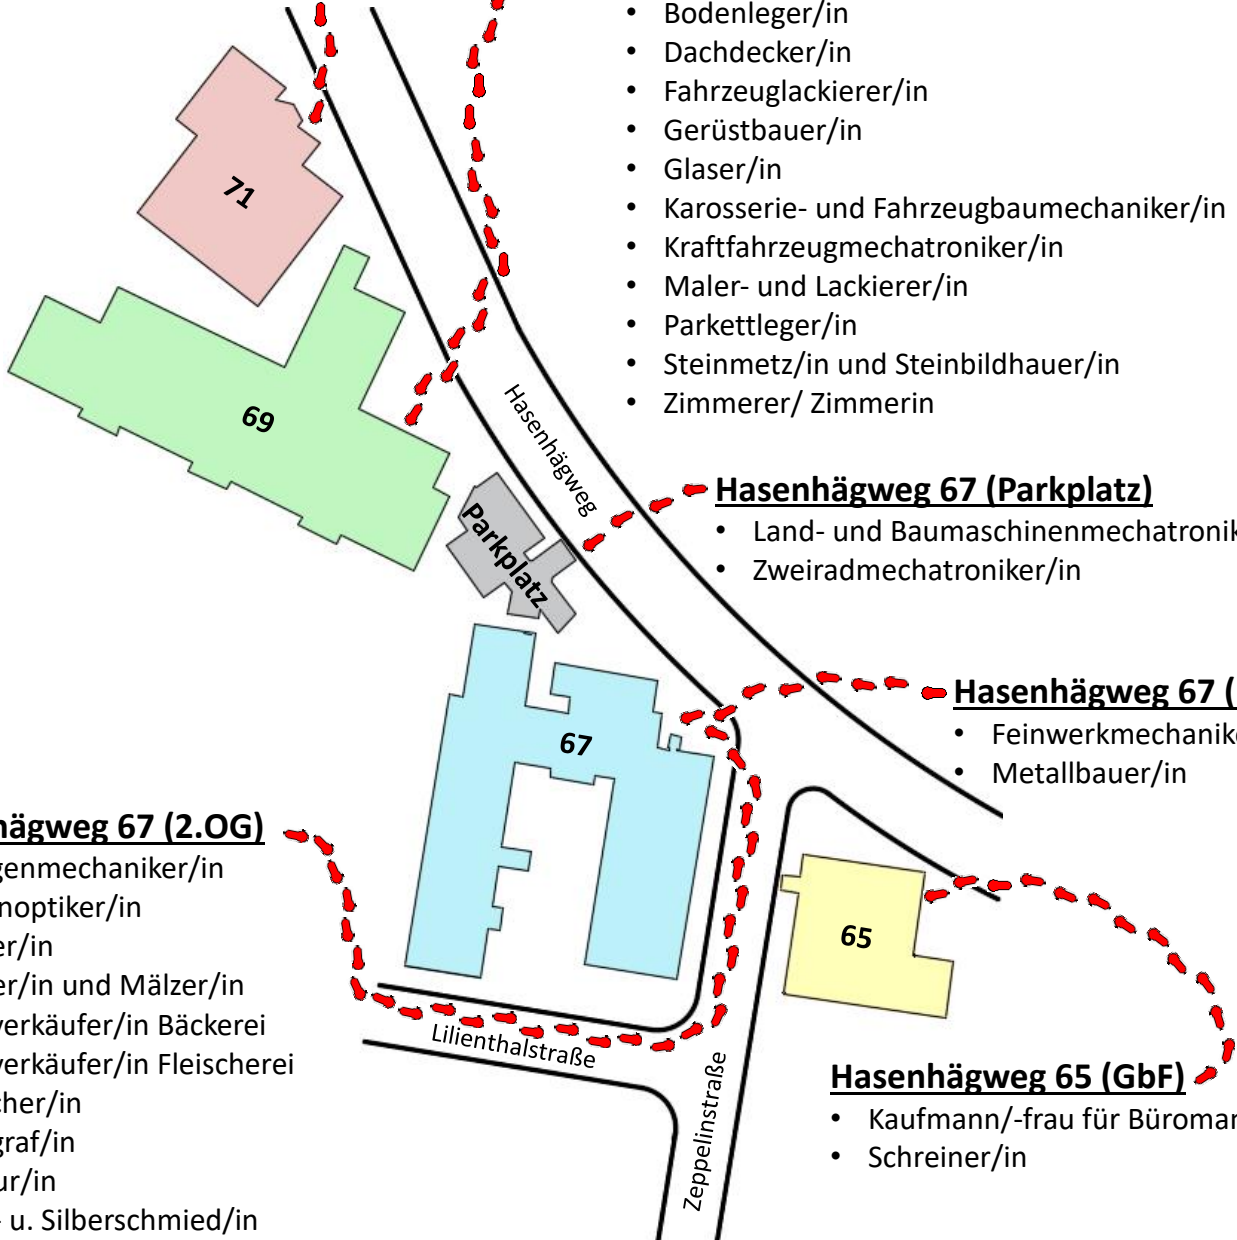 • Bodenleger/in
• Dachdecker/in
• Fahrzeuglackierer/in
• Gerüstbauer/in
• Glaser/in
• Karosserie- und Fahrzeugbaumechaniker/in
• Kraftfahrzeugmechatroniker/in
• Maler- und Lackierer/in
• Parkettleger/in
• Steinmetz/in und Steinbildhauer/in
• Zimmerer/ Zimmerin
71
69
Hasenhägweg
Parkplatz
Hasenhägweg 67 (Parkplatz)
• Land- und Baumaschinenmechatronik
• Zweiradmechatroniker/in
67
Hasenhägweg 67 (
• Feinwerkmechanike
• Metallbauer/in
hägweg 67 (2.OG)
genmechaniker/in
noptiker/in
er/in
er/in und Mälzer/in
verkäufer/in Bäckerei
verkäufer/in Fleischerei
cher/in
graf/in
ur/in
- u. Silberschmied/in
65
Lilienthalstraße
Zeppelinstraße
Hasenhägweg 65 (GbF)
• Kaufmann/-frau für Büroman
• Schreiner/in